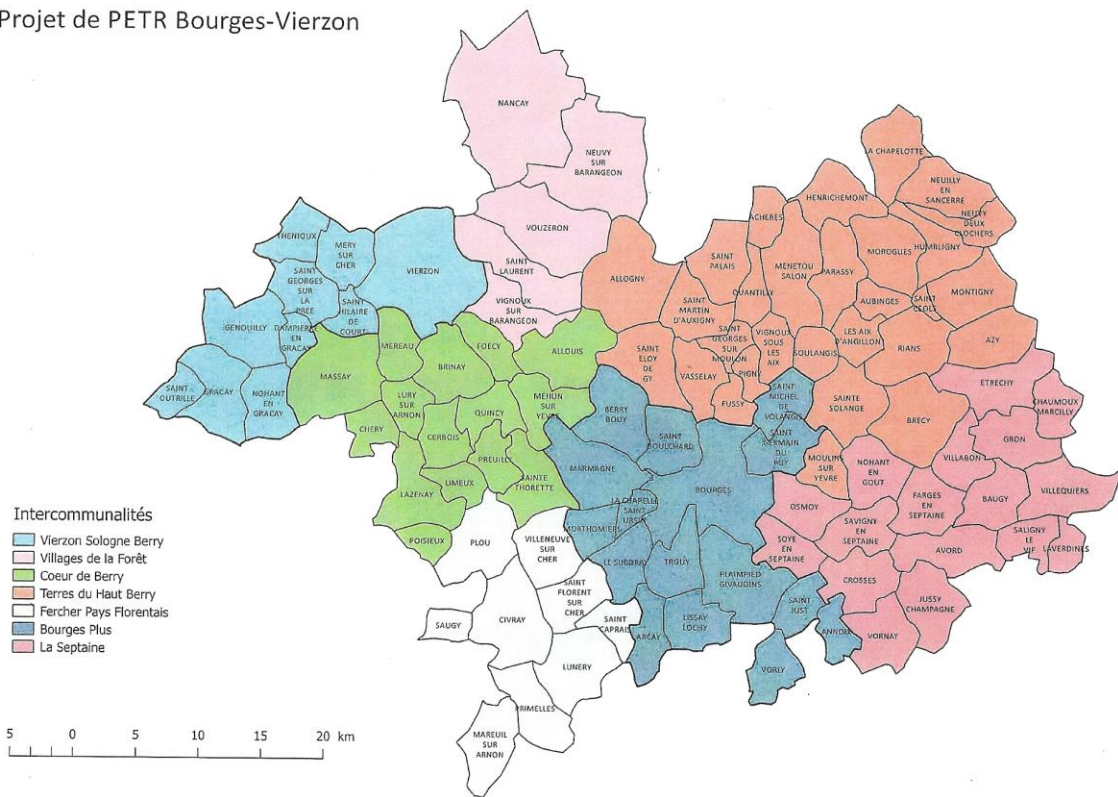 Projet de PETR Bourges-Vierzon
NANCAY
NEUVY
SUR
BARANGEON
VOUZERON
SAINT
LAURENT
VIGNOUX
SUR
BARANGEON
LA CHAPELOTTE
NEUILLY
EN
SANCERRE
NEUVY
DEUX
CLOCHERS
HENRICHEMONT
ACHERES
HUMBLIGNY
MOROGUES
MENETOU
SALON
PARASSY
SAINT
PALAIS
ALLOGNY
QUANTILLY
SAINT
MARTIN
D'AUXIGNY
AUBINGES
SAINT
CEOLS
MONTIGNY
SAINT
GEORGES
SUR
MOULON
VIGNOUX
SOUS
LES
AIX
SOULANGIS
LES AIX
D'ANGILLON
RIANS
AZY
SAINT
ELOY
DE
GY
VASSELAY
PIGNY
FUSSY
SAINTE
SOLANGE
BRECY
MOULINS
SUR
YEVRE
THENIOUX
MERY
SUR
CHER
VIERZON
SAINT
GEORGES
SUR
LA
PREE
SAINT
HILAIRE
DE
COURT
GENOUILLY
DAMPIERRE
EN
GRACAY
SAINT
OUTRILLE
GRACAY
NOHANT
EN
GRACAY
MEREAU
FOECY
ALLOUIS
MASSAY
BRINAY
LURY
SUR
ARNON
QUINCY
MEHUN
SUR
YEVRE
CHERY
CERBOIS
PREUILLY
LIMEUX
SAINTE
THORETTE
LAZENAY
POISIEUX
PLOU
VILLENEUVE
SUR
CHER
SAINT
FLORENT
SUR
CHER
SAUGY
CIVRAY
SAINT
CAPRAIS
LUNERY
PRIMELLES
MAREUIL
SUR
ARNON
BERRY
BOUY
SAINT
DOULCHARD
SAINT
MICHEL DE
VOLANGIS
SAINT
GERMAIN
DU
PUY
MARMAGNE
BOURGES
LA CHAPELLE
SAINT
URSIN
MORTHOMIERS
LE SUBDRAY
TROUY
PLAIMPIED
GIVAUDINS
SAINT
JUST
ARCAY
LISSAY
LOCHY
ANNOIX
VORLY
ETRECHY
CHAUMOUX
MARCILLY
GRON
NOHANT
EN
GOUT
VILLABON
OSMOY
FARGES EN
SEPTAINE
BAUGY
VILLEQUIERS
SAVIGNY
EN
SEPTAINE
SOYE
EN
SEPTAINE
AVORD
SALIGNY
LE
VIF
LAVERDINES
CROSSES
JUSSY
CHAMPAGNE
VORNAY
Intercommunalités
Vierzon Sologne Berry
Villages de la Forêt
Coeur de Berry
Terres du Haut Berry
Fercher Pays Florentais
Bourges Plus
La Septaine
5 0 5 10 15 20 km